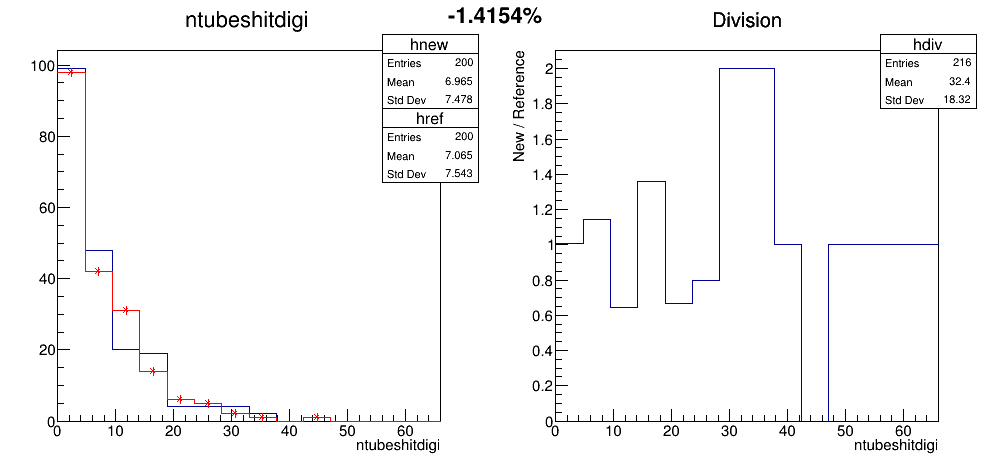 -1.4154%
ntubeshitdigi
hnew
Entries 200
Mean 6.965
Std Dev 7.478
href
Entries 200
Mean 7.065
Std Dev 7.543
100
80
60
40
20
0
0 10 20 30 40 50 60
ntubeshitdigi
Division
hdiv
Entries 216
Mean 32.4
Std Dev 18.32
New / Reference
2
1.8
1.6
1.4
1.2
1
0.8
0.6
0.4
0.2
0
0 10 20 30 40 50 60
ntubeshitdigi